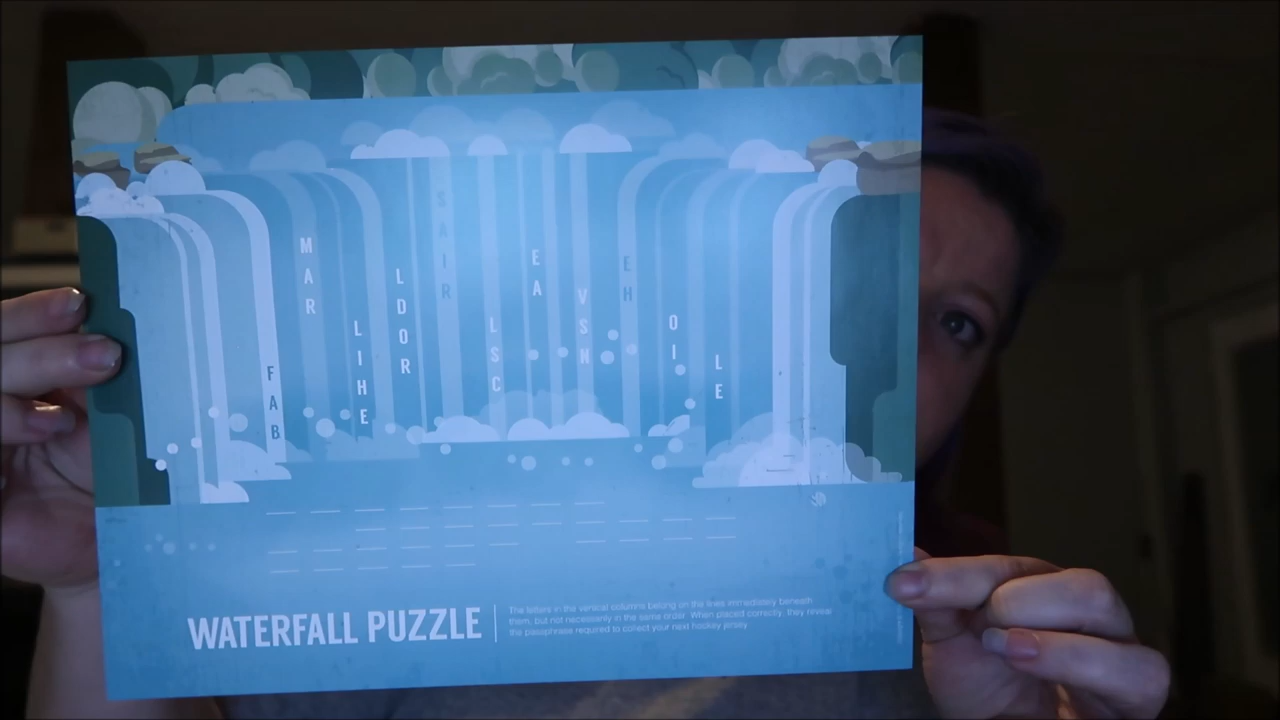 FAB
MAR
LIHE
LDOR
SAIR
LSC
EA
VSN
EH
OI
LE
WATERFALL PUZZLE
The letters in the vertical columns belong on the lines immediately beneath
them, but not necessarily in the same order. When placed correctly, they reveal
the passphrase required to collect your next hockey jersey.